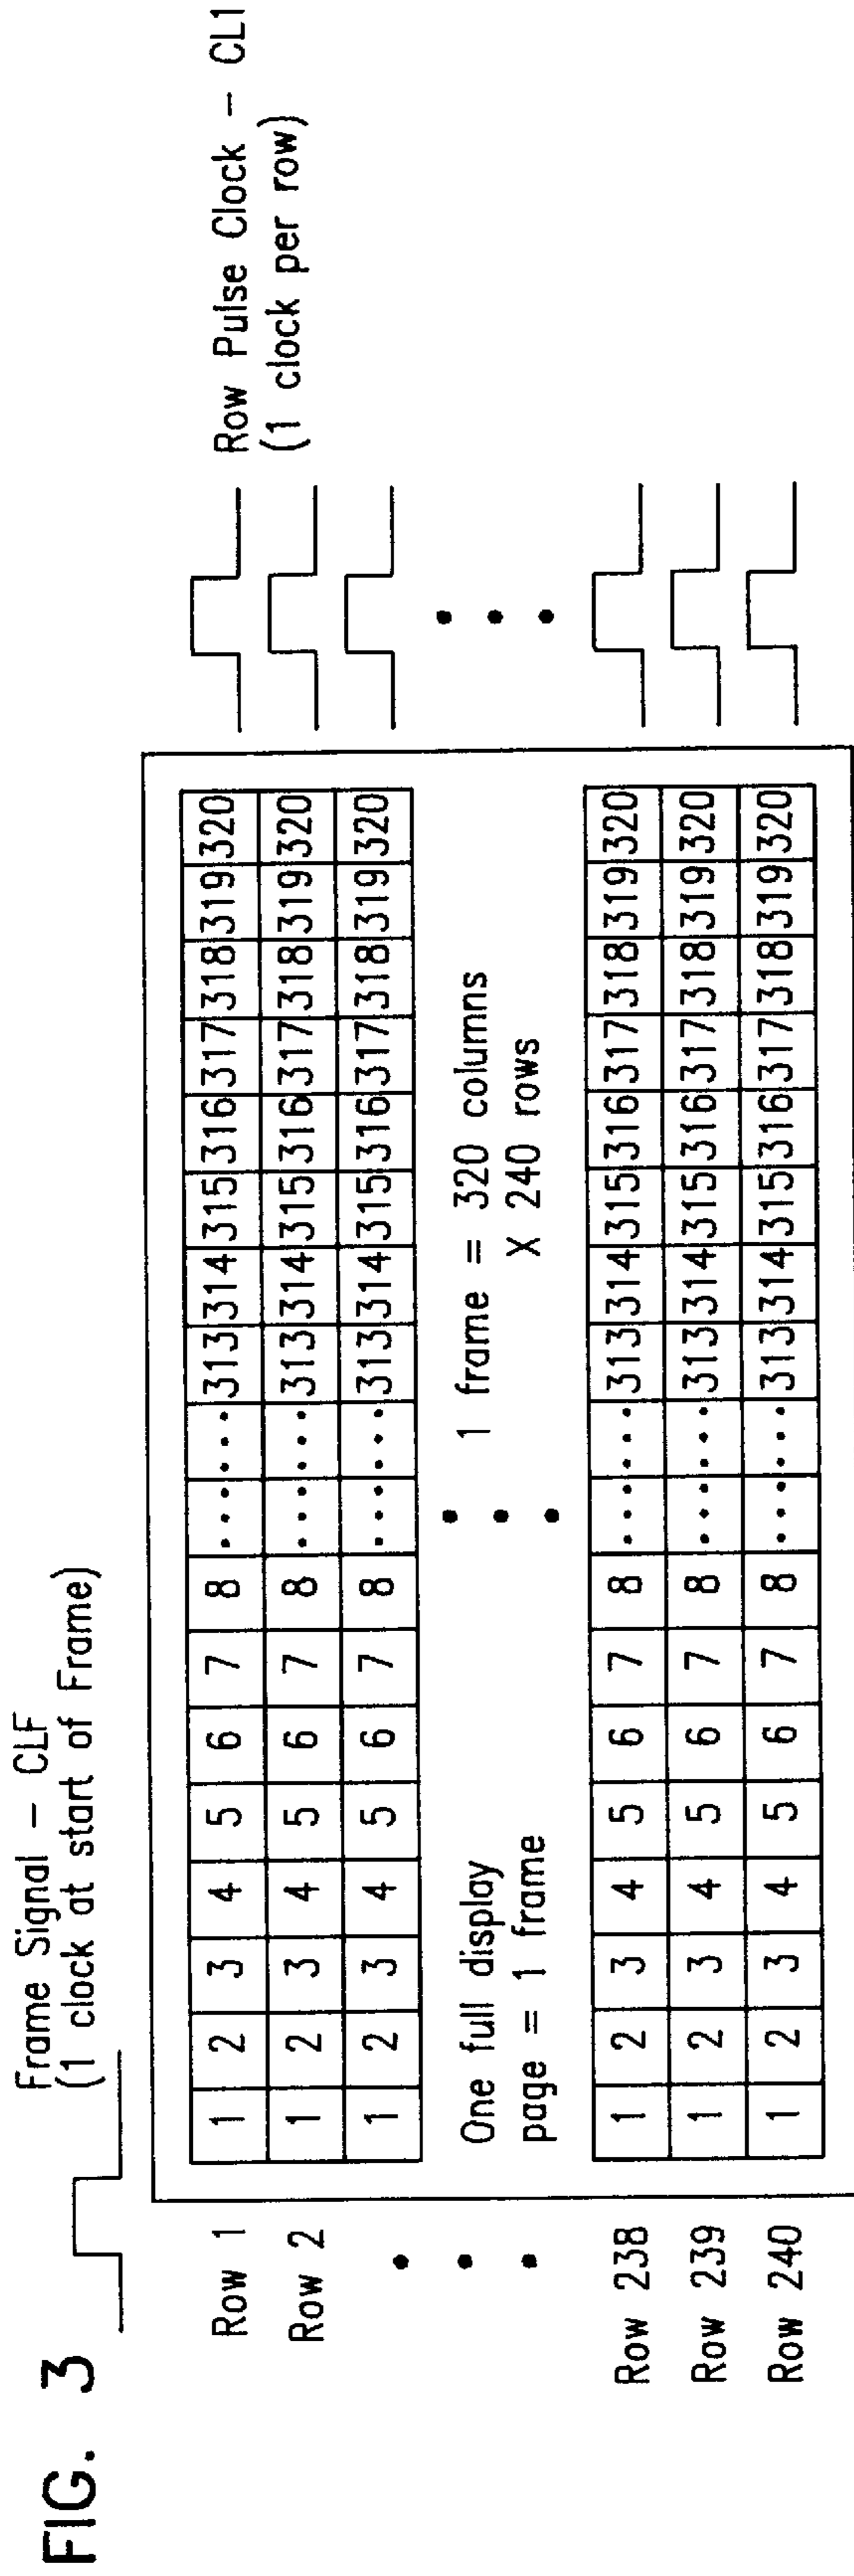 FIG. 3
Frame Signal – CLF
(1 clock at start of Frame)
Row Pulse Clock – CL1
(1 clock per row)
Row 1 1 2 3 4 5 6 7 8 ...... 313 314 315 316 317 318 319 320
Row 2 1 2 3 4 5 6 7 8 ...... 313 314 315 316 317 318 319 320
1 2 3 4 5 6 7 8 ...... 313 314 315 316 317 318 319 320
One full display
page = 1 frame
1 frame = 320 columns
X 240 rows
Row 238 1 2 3 4 5 6 7 8 ...... 313 314 315 316 317 318 319 320
Row 239 1 2 3 4 5 6 7 8 ...... 313 314 315 316 317 318 319 320
Row 240 1 2 3 4 5 6 7 8 ...... 313 314 315 316 317 318 319 320